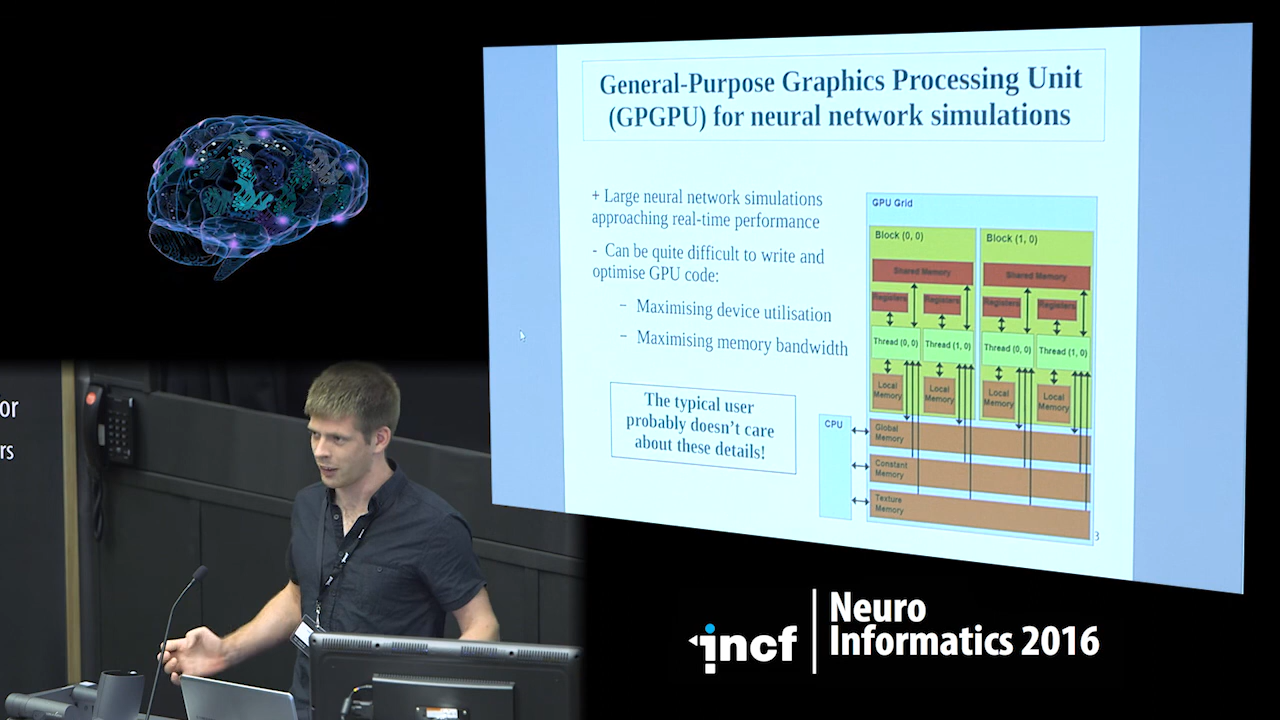 General-Purpose Graphics Processing Unit
(GPGPU) for neural network simulations
+ Large neural network simulations
approaching real-time performance
- Can be quite difficult to write and
optimise GPU code:
– Maximising device utilisation
– Maximising memory bandwidth
The typical user
probably doesn't care
about these details!
GPU Grid
Block (0, 0)
Block (1, 0)
Shared Memory
Shared Memory
Registers
Registers
Registers
Registers
Thread (0, 0)
Thread (1, 0)
Thread (0, 0)
Thread (1, 0)
Local
Memory
Local
Memory
Local
Memory
Local
Memory
CPU
Global
Memory
Constant
Memory
Texture
Memory
3
or
rs
incf
Neuro
Informatics 2016